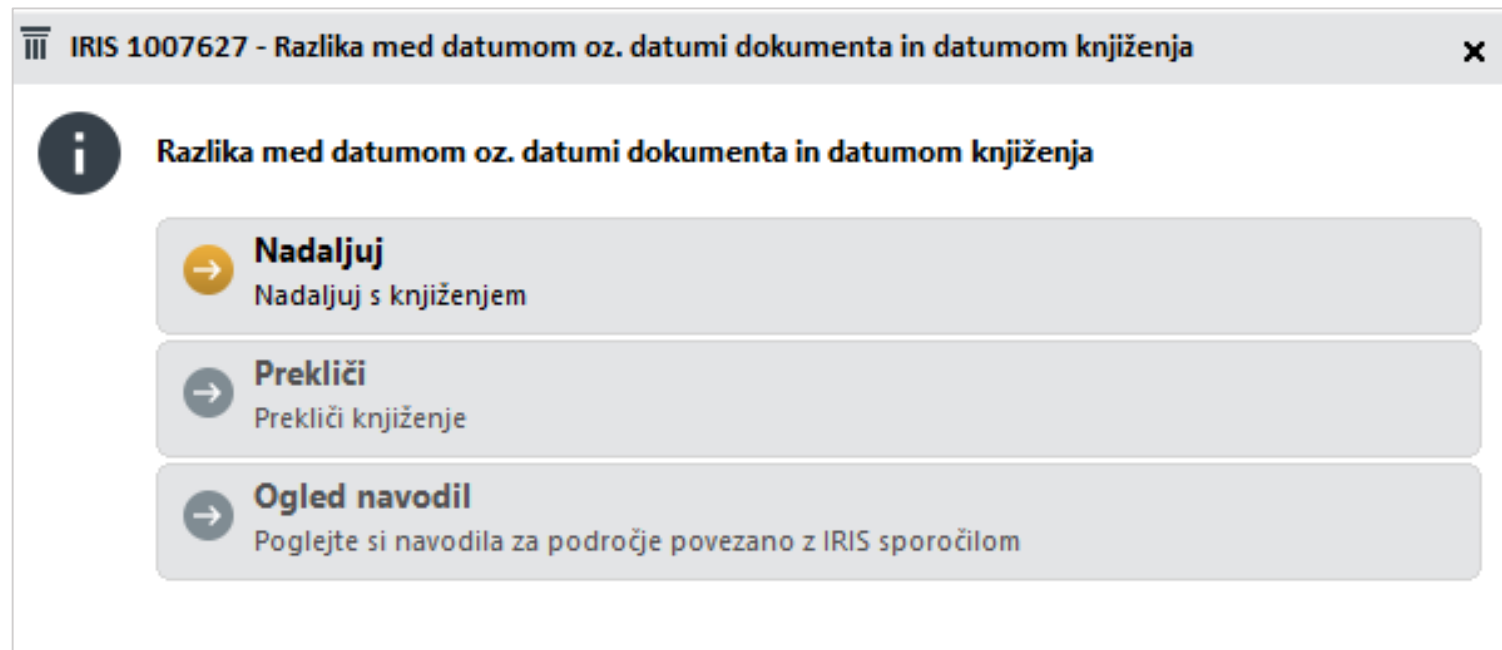 IRIS 1007627 - Razlika med datumom oz. datumi dokumenta in datumom knjiženja
Razlika med datumom oz. datumi dokumenta in datumom knjiženja
Nadaljuj
Nadaljuj s knjiženjem
Prekliči
Prekliči knjiženje
Ogled navodil
Poglejte si navodila za področje povezano z IRIS sporočilom